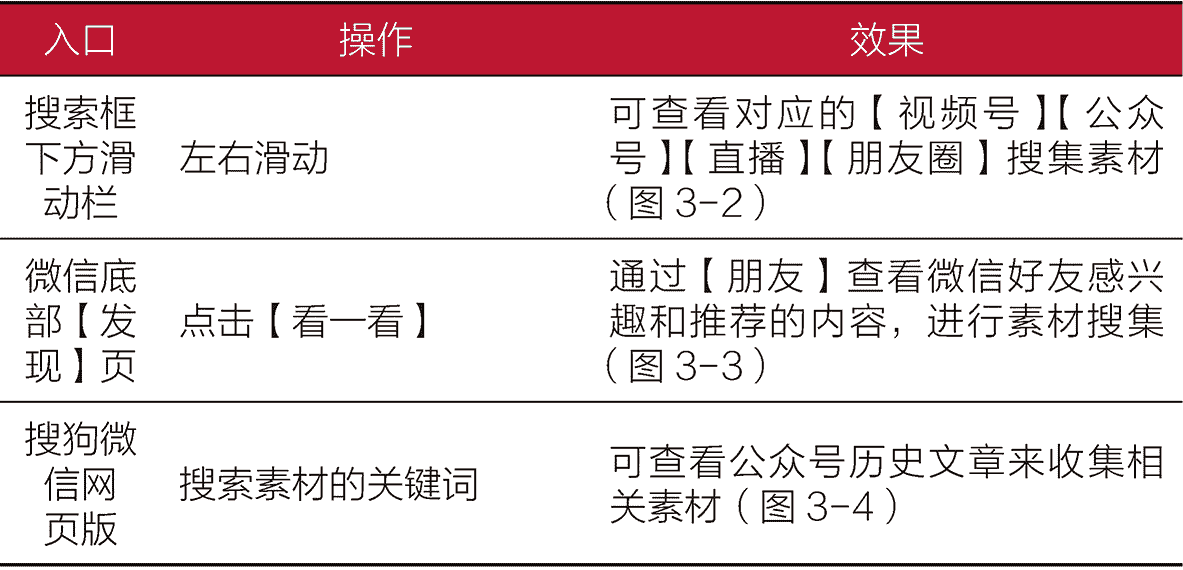 入口 操作 效果
搜索框
下方滑
动栏
左右滑动
可查看对应的【视频号】【公众
号】【直播】【朋友圈】搜集素材
（图 3-2）
微信底
部【发
现】页
点击【看一看】
通过【朋友】查看微信好友感兴
趣和推荐的内容，进行素材搜集
（图 3-3）
搜狗微
信网
页版
搜索素材的关键词
可查看公众号历史文章来收集相
关素材（图 3-4）